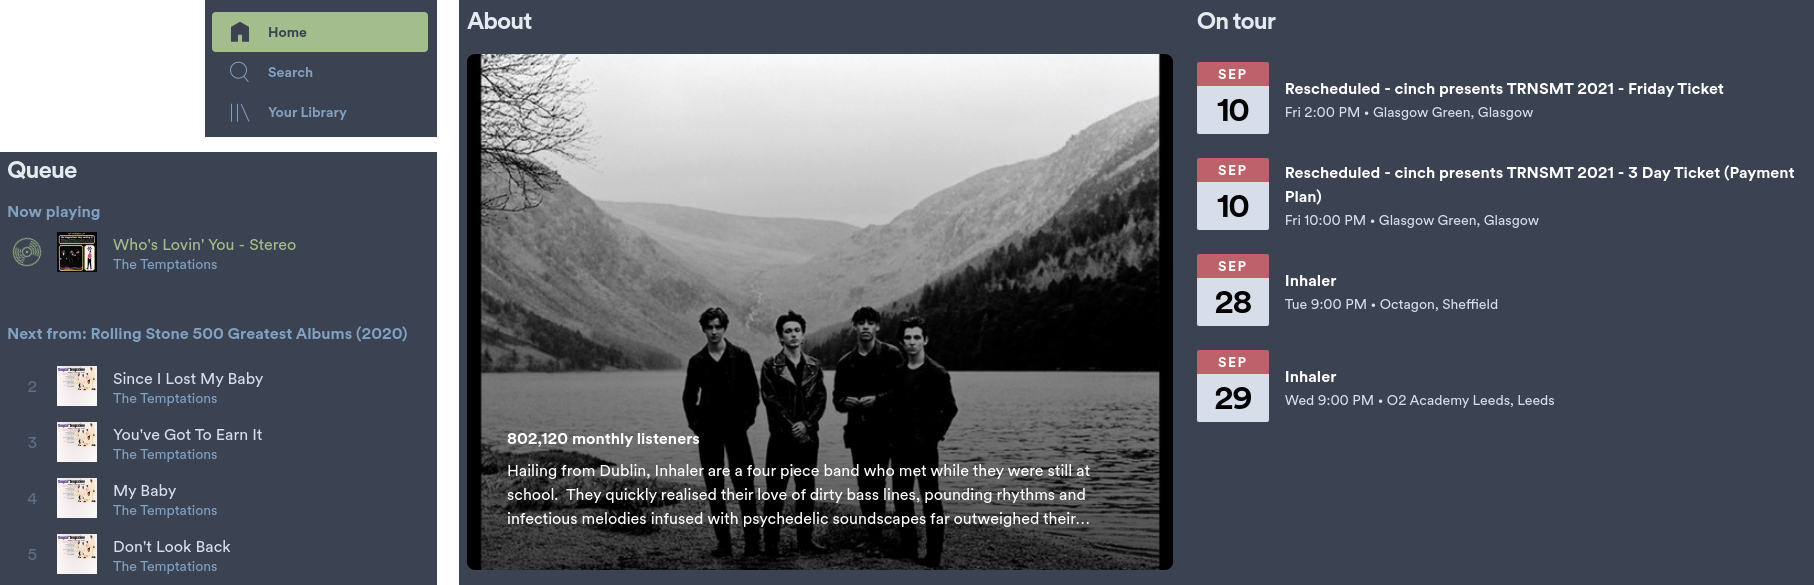 Home
Search
Your Library
Queue
Now playing
Who's Lovin' You - Stereo
The Temptations
Next from: Rolling Stone 500 Greatest Albums (2020)
2
Since I Lost My Baby
The Temptations
3
You've Got To Earn It
The Temptations
4
My Baby
The Temptations
5
Don't Look Back
The Temptations
About
802,120 monthly listeners
Hailing from Dublin, Inhaler are a four piece band who met while they were still at
school.  They quickly realised their love of dirty bass lines, pounding rhythms and
infectious melodies infused with psychedelic soundscapes far outweighed their...
On tour
SEP
10
Rescheduled - cinch presents TRNSMT 2021 - Friday Ticket
Fri 2:00 PM • Glasgow Green, Glasgow
SEP
10
Rescheduled - cinch presents TRNSMT 2021 - 3 Day Ticket (Payment
Plan)
Fri 10:00 PM • Glasgow Green, Glasgow
SEP
28
Inhaler
Tue 9:00 PM • Octagon, Sheffield
SEP
29
Inhaler
Wed 9:00 PM • O2 Academy Leeds, Leeds